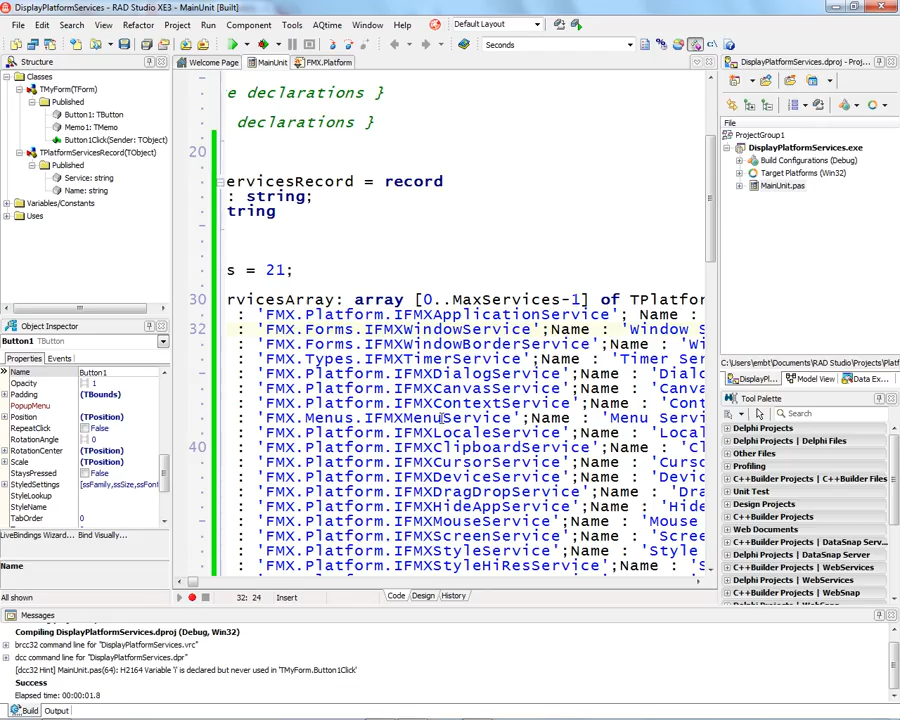 DisplayPlatformServices - RAD Studio XE3 - MainUnit [Built]
File Edit Search View Refactor Project Run Component Tools AQtime Window Help Default Layout
Seconds
Structure
Welcome Page MainUnit FMX.Platform
DisplayPlatformServices.dproj - Proj...
Classes
TMyForm(TForm)
Published
Button1: TButton
Memo1: TMemo
Button1Click(Sender: TObject)
TPlatformServicesRecord(TObject)
Published
Service: string;
Name: string;
Variables/Constants
Uses
e declarations }
declarations }
20
ervicesRecord = record
: string;
tring
s = 21;
30 rvicesArray: array [0..MaxServices-1] of TPlatfor
: 'FMX.Platform.IFMXApplicationService'; Name :
32 : 'FMX.Forms.IFMXWindowService';Name : 'Window S
: 'FMX.Forms.IFMXWindowBorderService';Name : 'Wi
: 'FMX.Types.IFMXTimerService';Name : 'Timer Ser
: 'FMX.Platform.IFMXDialogService';Name : 'Dialo
: 'FMX.Platform.IFMXCanvasService';Name : 'Canva
: 'FMX.Platform.IFMXContextService';Name : 'Cont
: 'FMX.Menus.IFMXMenuService';Name : 'Menu Servi
: 'FMX.Platform.IFMXLocaleService';Name : 'Local
40 : 'FMX.Platform.IFMXClipboardService';Name : 'Cl
: 'FMX.Platform.IFMXCursorService';Name : 'Curso
: 'FMX.Platform.IFMXDeviceService';Name : 'Devic
: 'FMX.Platform.IFMXDragDropService';Name : 'Dra
: 'FMX.Platform.IFMXHideAppService';Name : 'Hide
: 'FMX.Platform.IFMXMouseService';Name : 'Mouse
: 'FMX.Platform.IFMXScreenService';Name : 'Scree
: 'FMX.Platform.IFMXStyleService';Name : 'Style
: 'FMX.Platform.IFMXStyleHiResService';Name : 'S
32: 24 Insert Code Design History
Object Inspector
Button1 TButton
Properties Events
Name Button1
Opacity 1
Padding (TBounds)
PopupMenu
Position (TPosition)
RepeatClick False
RotationAngle 0
RotationCenter (TPosition)
Scale (TPosition)
StaysPressed False
StyledSettings [ssFamily,ssSize,ssFon
StyleLookup
StyleName
TabOrder 0
LiveBindings Wizard... Bind Visually...
Name
All shown
File
ProjectGroup1
DisplayPlatformServices.exe
Build Configurations (Debug)
Target Platforms (Win32)
MainUnit.pas
C:\Users\embt\Documents\RAD Studio\Projects\Platf
DisplayPl... Model View Data Ex...
Tool Palette
Search
Delphi Projects
Delphi Projects | Delphi Files
Other Files
Profiling
C++Builder Projects | C++Builder Files
Unit Test
Design Projects
C++Builder Projects
Web Documents
C++Builder Projects | DataSnap Serv...
Delphi Projects | DataSnap Server
C++Builder Projects | WebServices
Delphi Projects | WebServices
C++Builder Projects | WebSnap
Delphi Projects | WebSnap
Messages
Compiling DisplayPlatformServices.dproj (Debug, Win32)
brcc32 command line for "DisplayPlatformServices.vrc"
dcc command line for "DisplayPlatformServices.dpr"
[dcc32 Hint] MainUnit.pas(64): H2164 Variable 'i' is declared but never used in 'TMyForm.Button1Click'
Success
Elapsed time: 00:00:01.8
Build Output